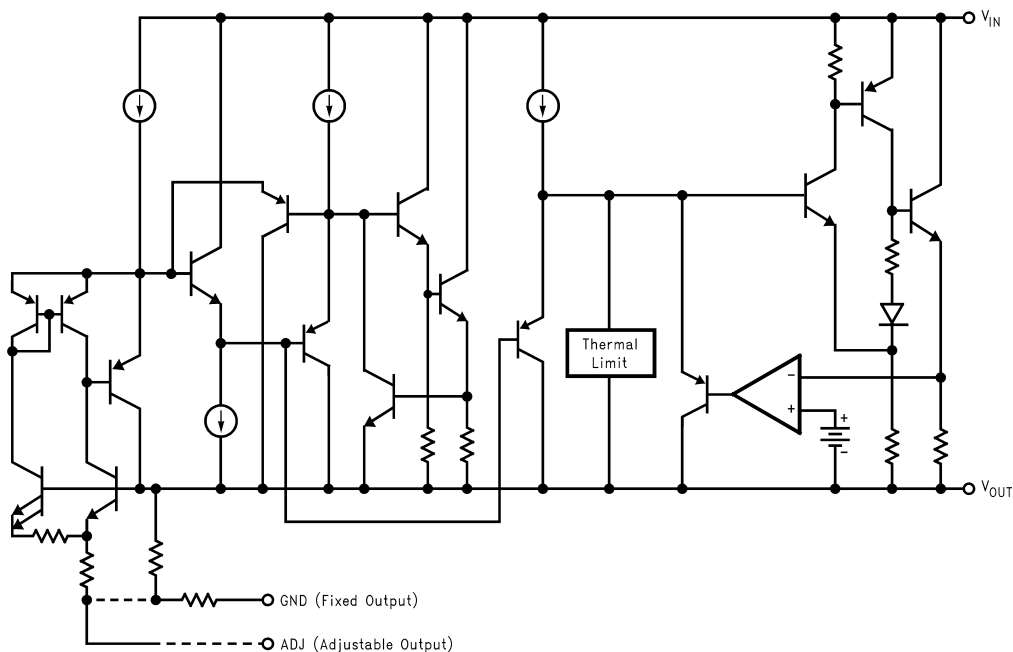 V_IN
Thermal
Limit
−
+
+
−
V_OUT
GND (Fixed Output)
ADJ (Adjustable Output)